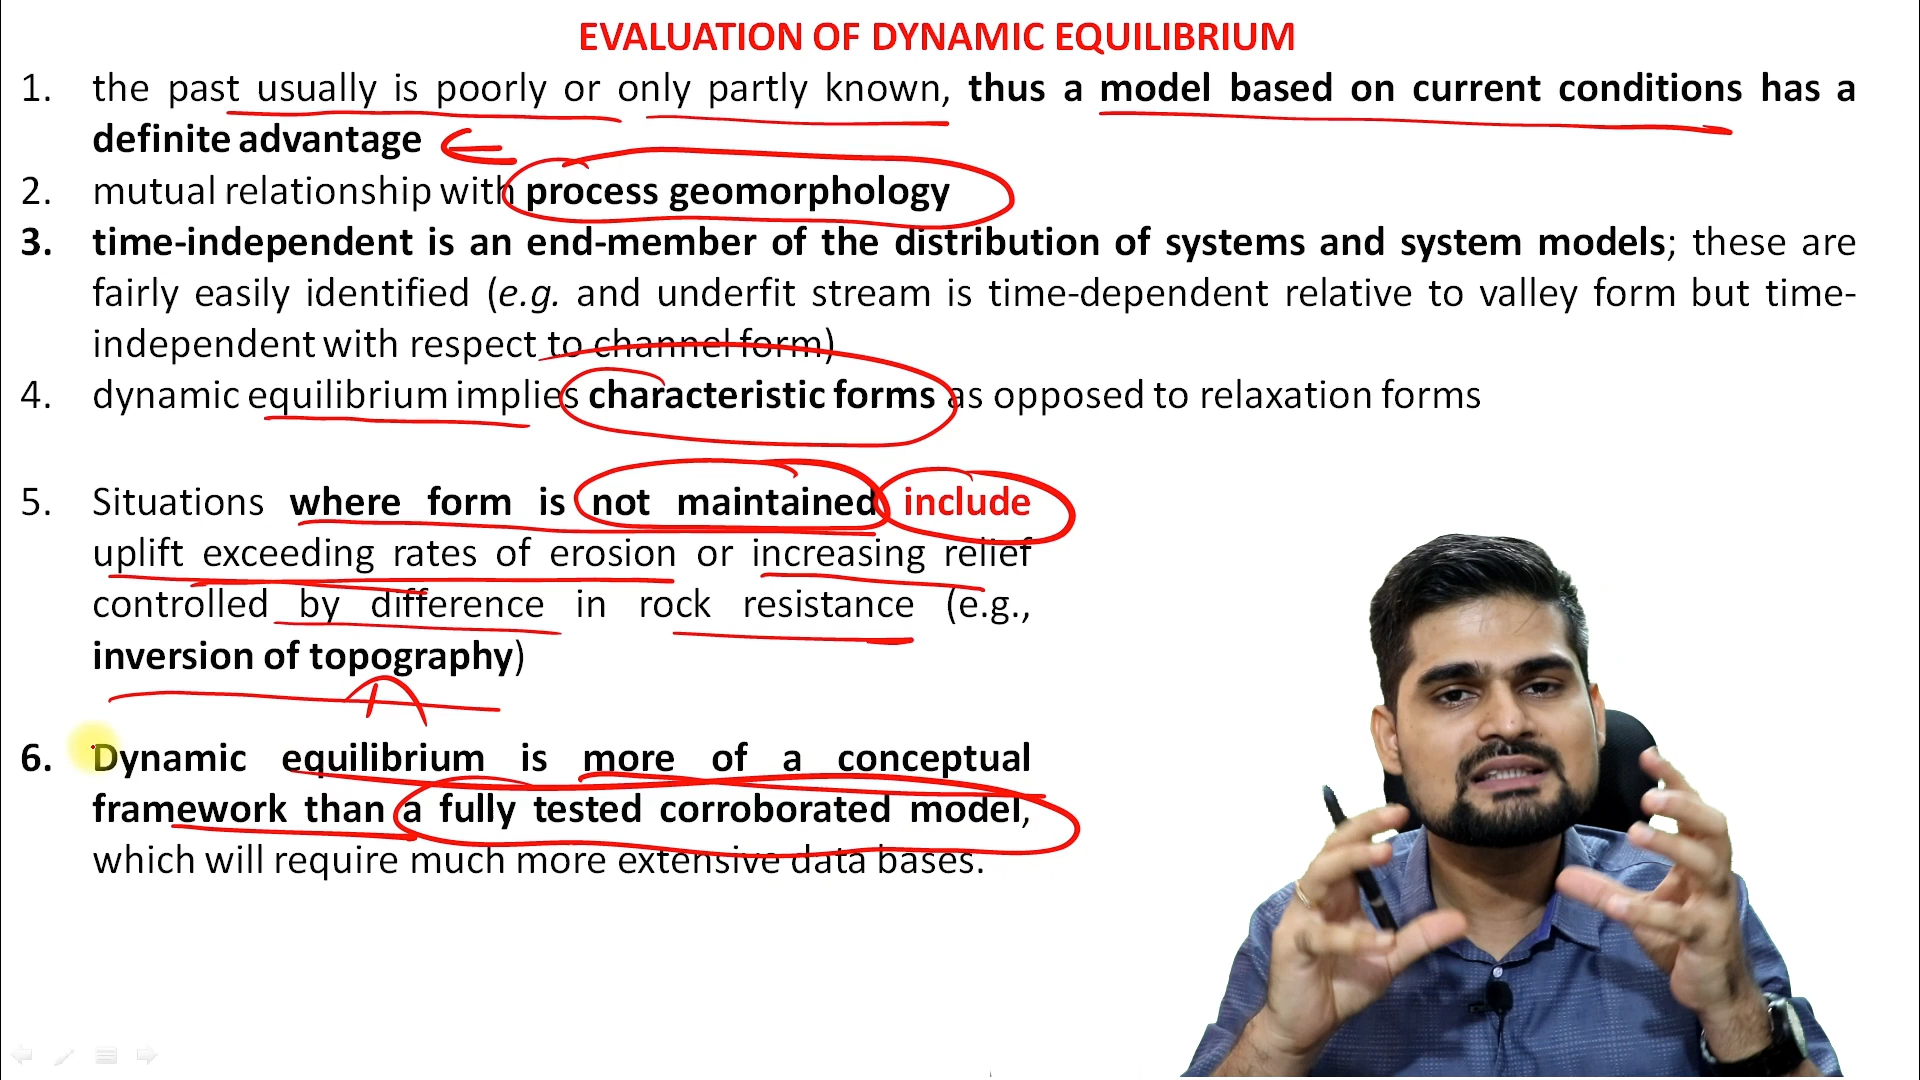 EVALUATION OF DYNAMIC EQUILIBRIUM
1. the past usually is poorly or only partly known, thus a model based on current conditions has a
definite advantage
2. mutual relationship with process geomorphology
3. time-independent is an end-member of the distribution of systems and system models; these are
fairly easily identified (e.g. and underfit stream is time-dependent relative to valley form but time-
independent with respect to channel form)
4. dynamic equilibrium implies characteristic forms as opposed to relaxation forms
5. Situations where form is not maintained include
uplift exceeding rates of erosion or increasing relief
controlled by difference in rock resistance (e.g.,
inversion of topography)
6. Dynamic equilibrium is more of a conceptual
framework than a fully tested corroborated model,
which will require much more extensive data bases.